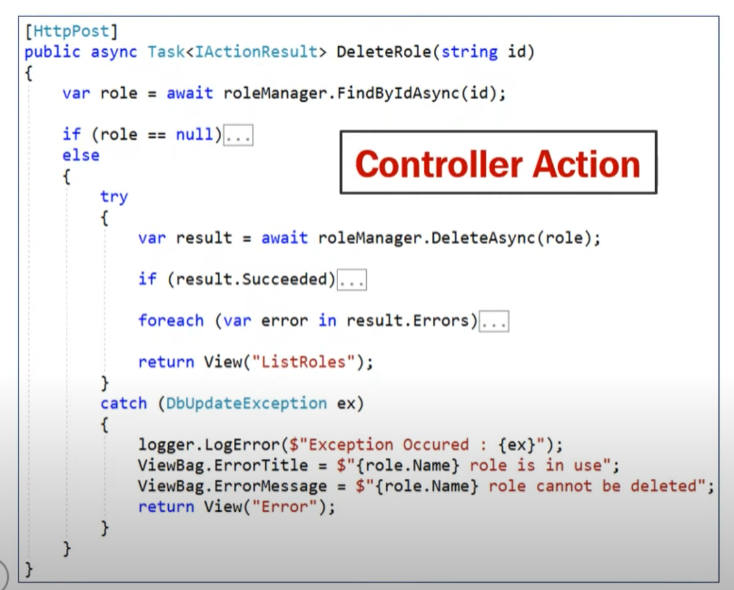 [HttpPost]
public async Task<IActionResult> DeleteRole(string id)
{
var role = await roleManager.FindByIdAsync(id);
if (role == null)...
else
{
Controller Action
try
{
var result = await roleManager.DeleteAsync(role);
if (result.Succeeded)...
foreach (var error in result.Errors)...
return View("ListRoles");
}
catch (DbUpdateException ex)
{
logger.LogError($"Exception Occured : {ex}");
ViewBag.ErrorTitle = $"{role.Name} role is in use";
ViewBag.ErrorMessage = $"{role.Name} role cannot be deleted";
return View("Error");
}
}
}